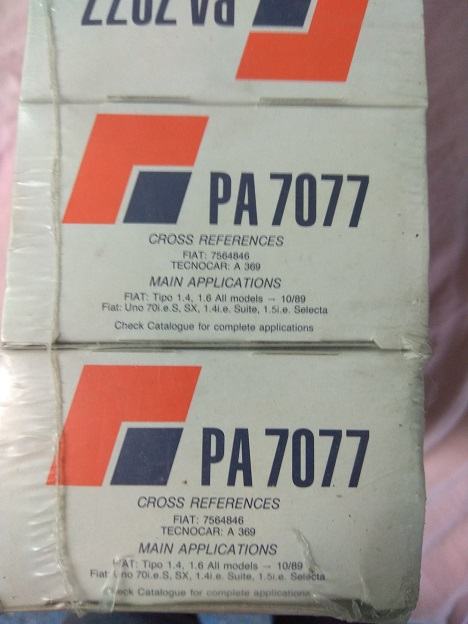 PA 7077
PA 7077
CROSS REFERENCES
FIAT: 7564846
TECNOCAR: A 369
MAIN APPLICATIONS
FIAT: Tipo 1.4, 1.6 All models → 10/89
Fiat: Uno 70i.e.S, SX, 1.4i.e. Suite, 1.5i.e. Selecta
Check Catalogue for complete applications
PA 7077
CROSS REFERENCES
FIAT: 7564846
TECNOCAR: A 369
MAIN APPLICATIONS
FIAT: Tipo 1.4, 1.6 All models → 10/89
Fiat: Uno 70i.e.S, SX, 1.4i.e. Suite, 1.5i.e. Selecta
Check Catalogue for complete applications